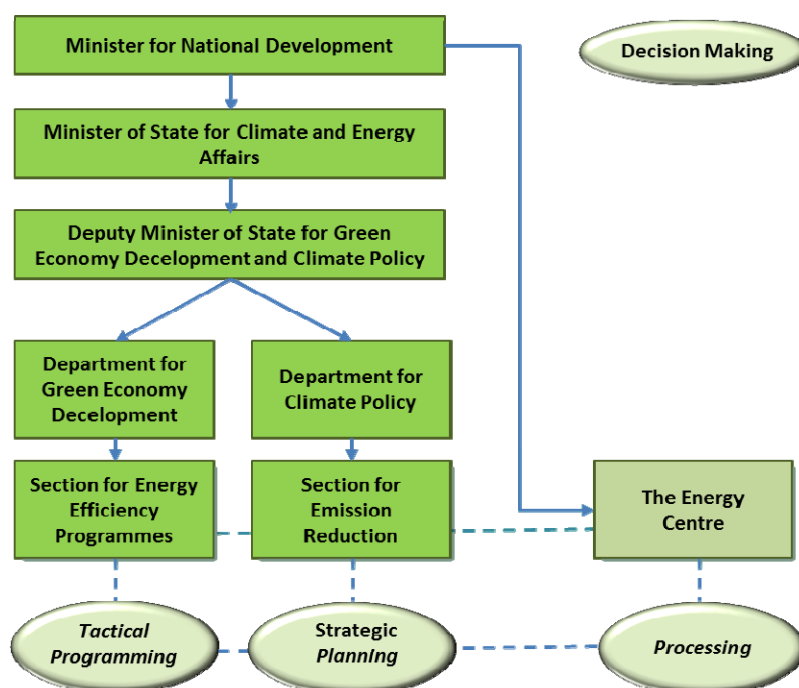 Minister for National Development
Decision Making
Minister of State for Climate and Energy
Affairs
Deputy Minister of State for Green
Economy Decelopment and Climate Policy
Department for
Green Economy
Decelopment
Department for
Climate Policy
Section for Energy
Efficiency
Programmes
Section for
Emission
Reduction
The Energy
Centre
Tactical
Programming
Strategic
Planning
Processing